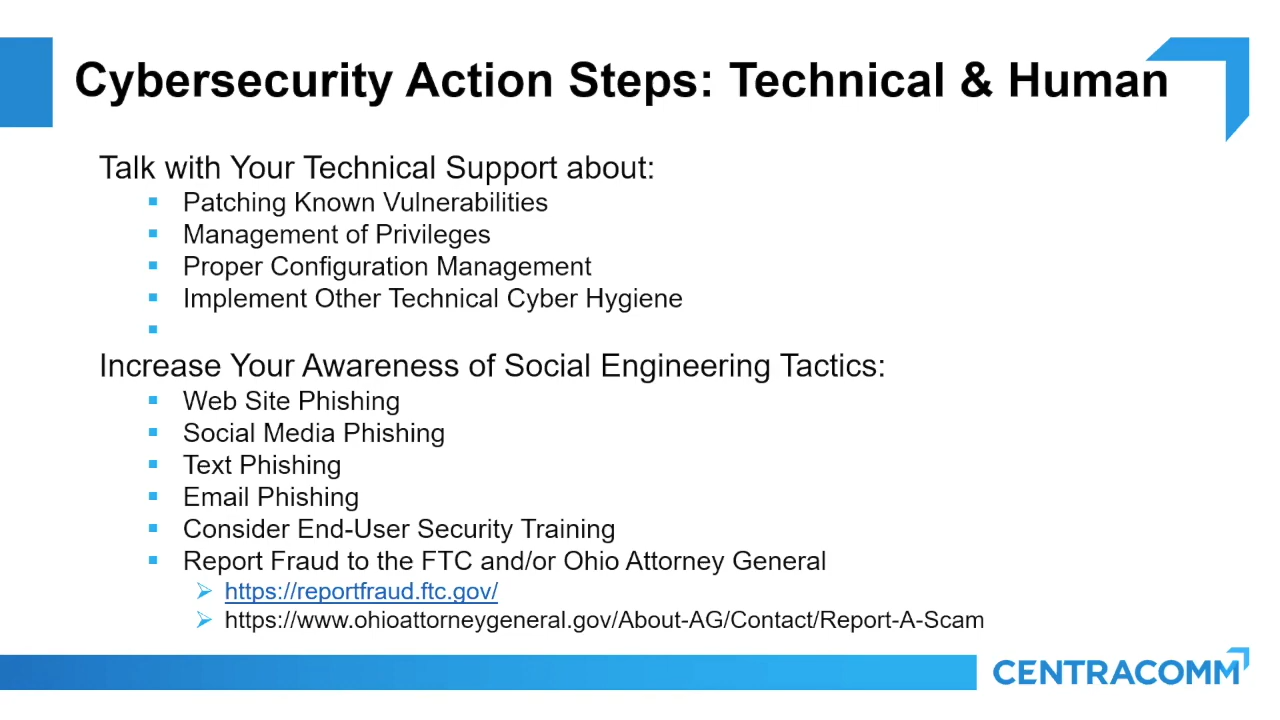 Cybersecurity Action Steps: Technical & Human
Talk with Your Technical Support about:
Patching Known Vulnerabilities
Management of Privileges
Proper Configuration Management
Implement Other Technical Cyber Hygiene
Increase Your Awareness of Social Engineering Tactics:
Web Site Phishing
Social Media Phishing
Text Phishing
Email Phishing
Consider End-User Security Training
Report Fraud to the FTC and/or Ohio Attorney General
https://reportfraud.ftc.gov/
https://www.ohioattorneygeneral.gov/About-AG/Contact/Report-A-Scam
CENTRACOMM